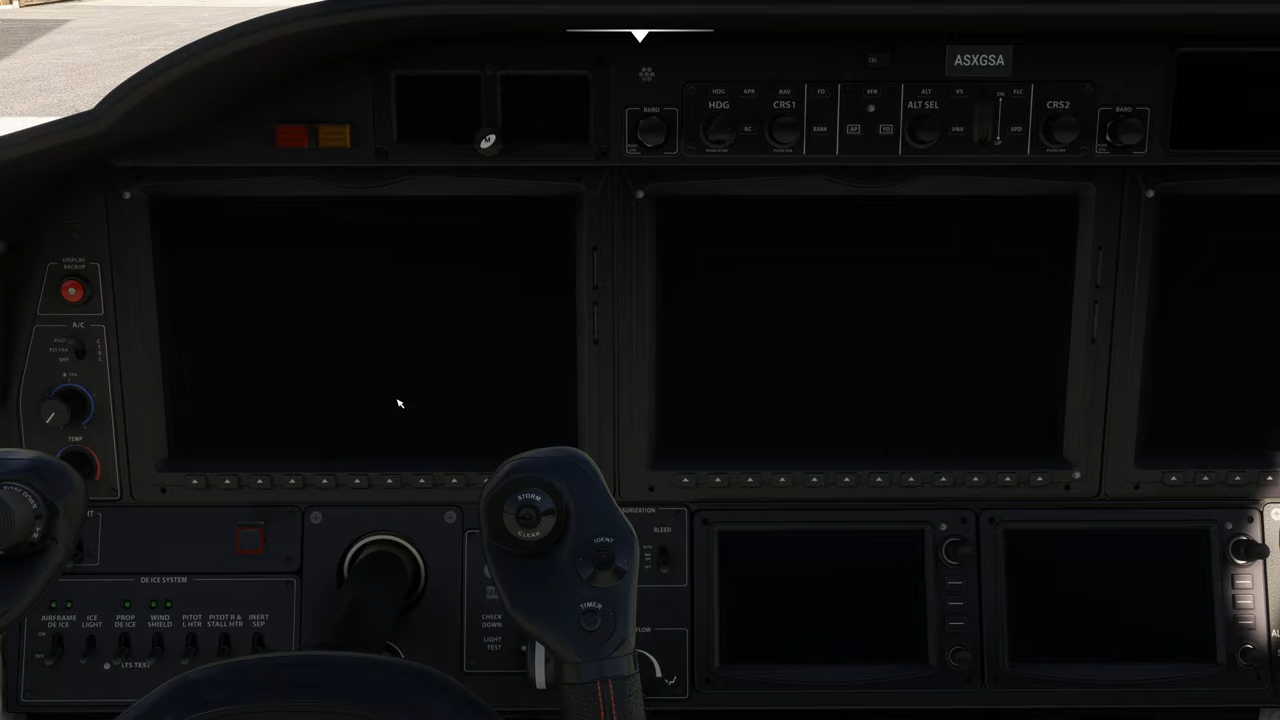 ASXGSA
HDG
APR
NAV
FD
XFR
ALT
VS
DN
FLC
BARO
HDG
CRS1
ALT SEL
CRS2
BARO
BC
BANK
AP
YD
VNV
SPD
UP
DISPLAY
BACKUP
A/C
TEMP
STORM
CLEAR
IDENT
TIMER
BLEED
DE ICE SYSTEM
AIRFRAME
DE ICE
ICE
LIGHT
PROP
DE ICE
WIND
SHIELD
PITOT
L HTR
PITOT R &
STALL HTR
INERT
SEP
ON
LTS TEST
CHECK
DOWN
LIGHT
TEST
FLOW